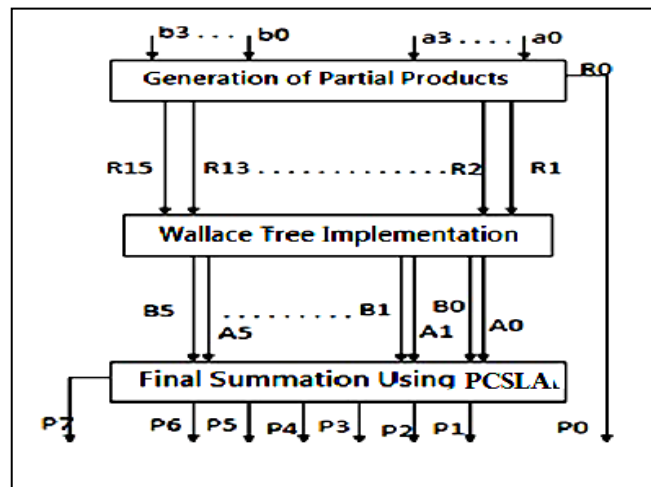 b3 . . . . b0 a3 . . . . a0
Generation of Partial Products R0
R15 R13 . . . . . . . . . . . . . R2 R1
Wallace Tree Implementation
B5 . . . . . . . . . B1 B0
A5 A1 A0
Final Summation Using PCSLA.
P7 P6 P5 P4 P3 P2 P1 P0